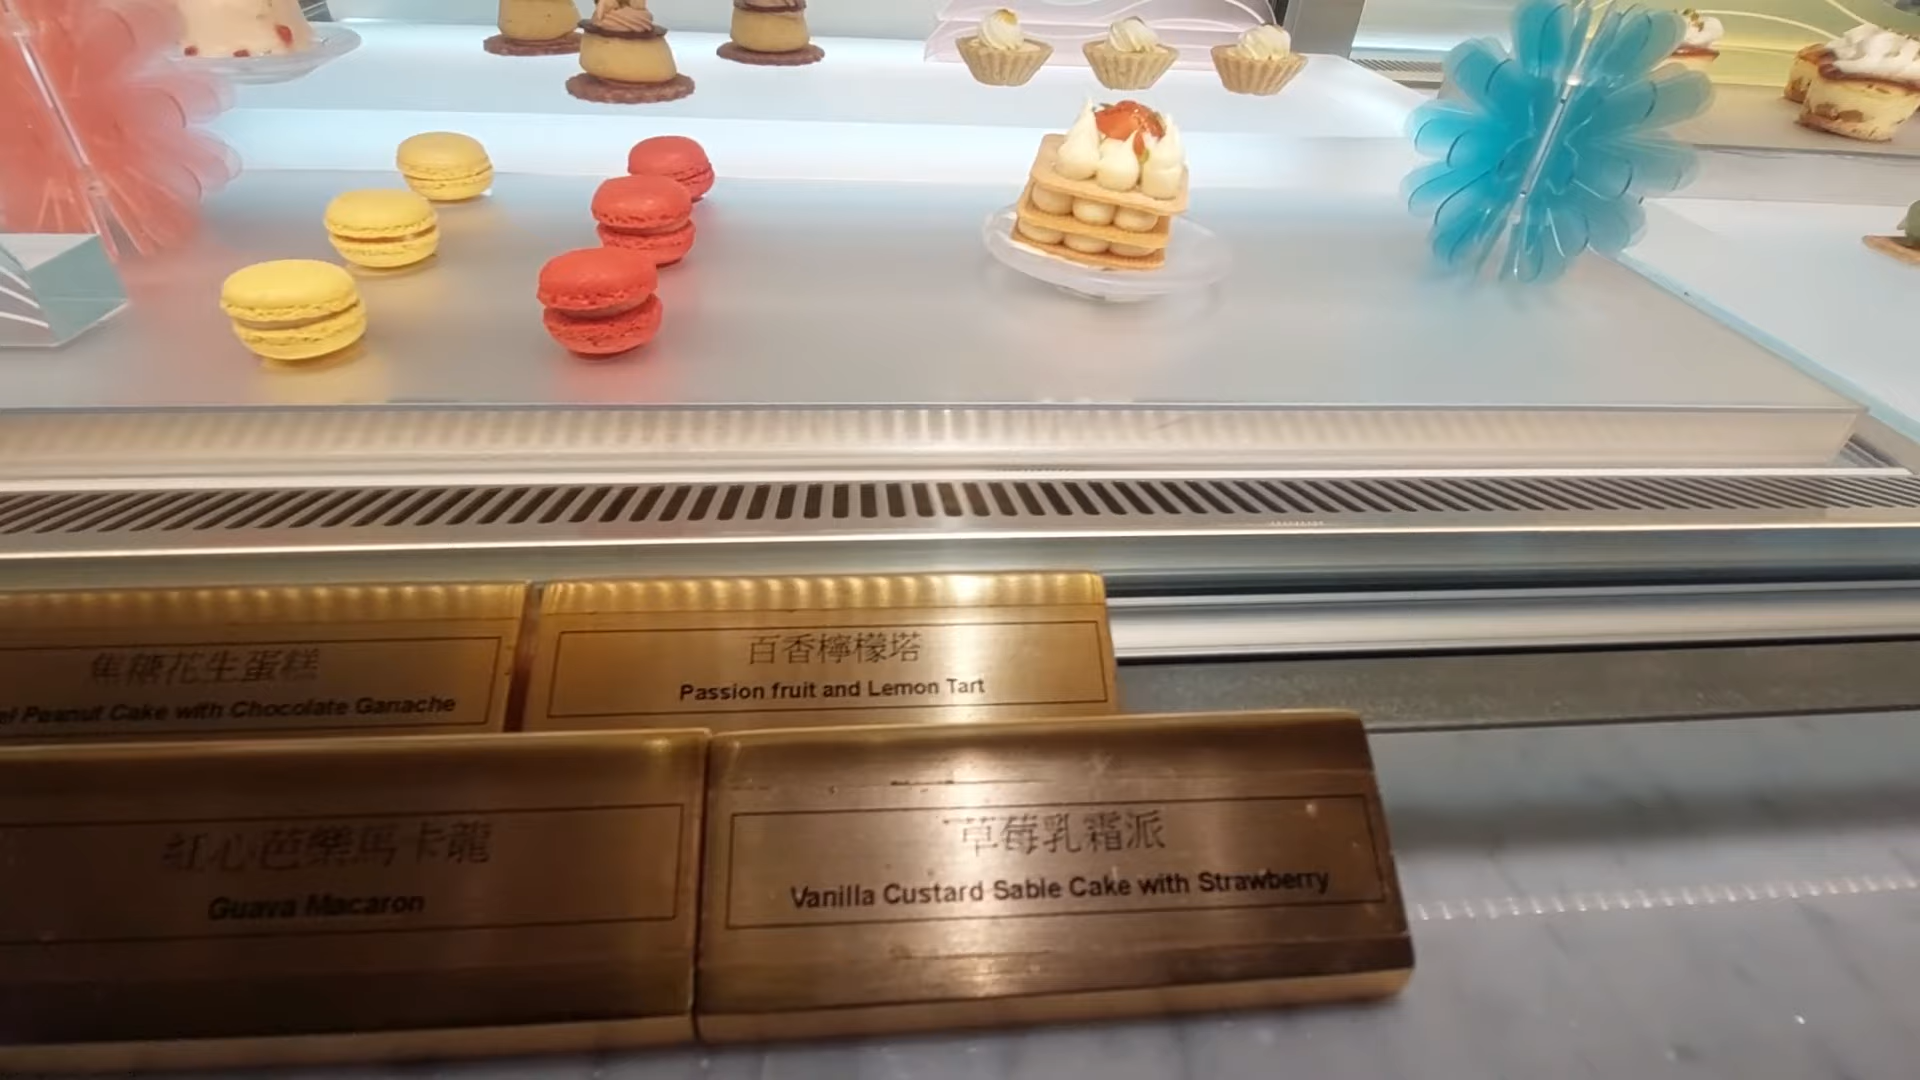 焦糖花生蛋糕
Peanut Cake with Chocolate Ganache
百香檸檬塔
Passion fruit and Lemon Tart
紅心芭樂馬卡龍
Guava Macaron
草莓乳霜派
Vanilla Custard Sable Cake with Strawberry